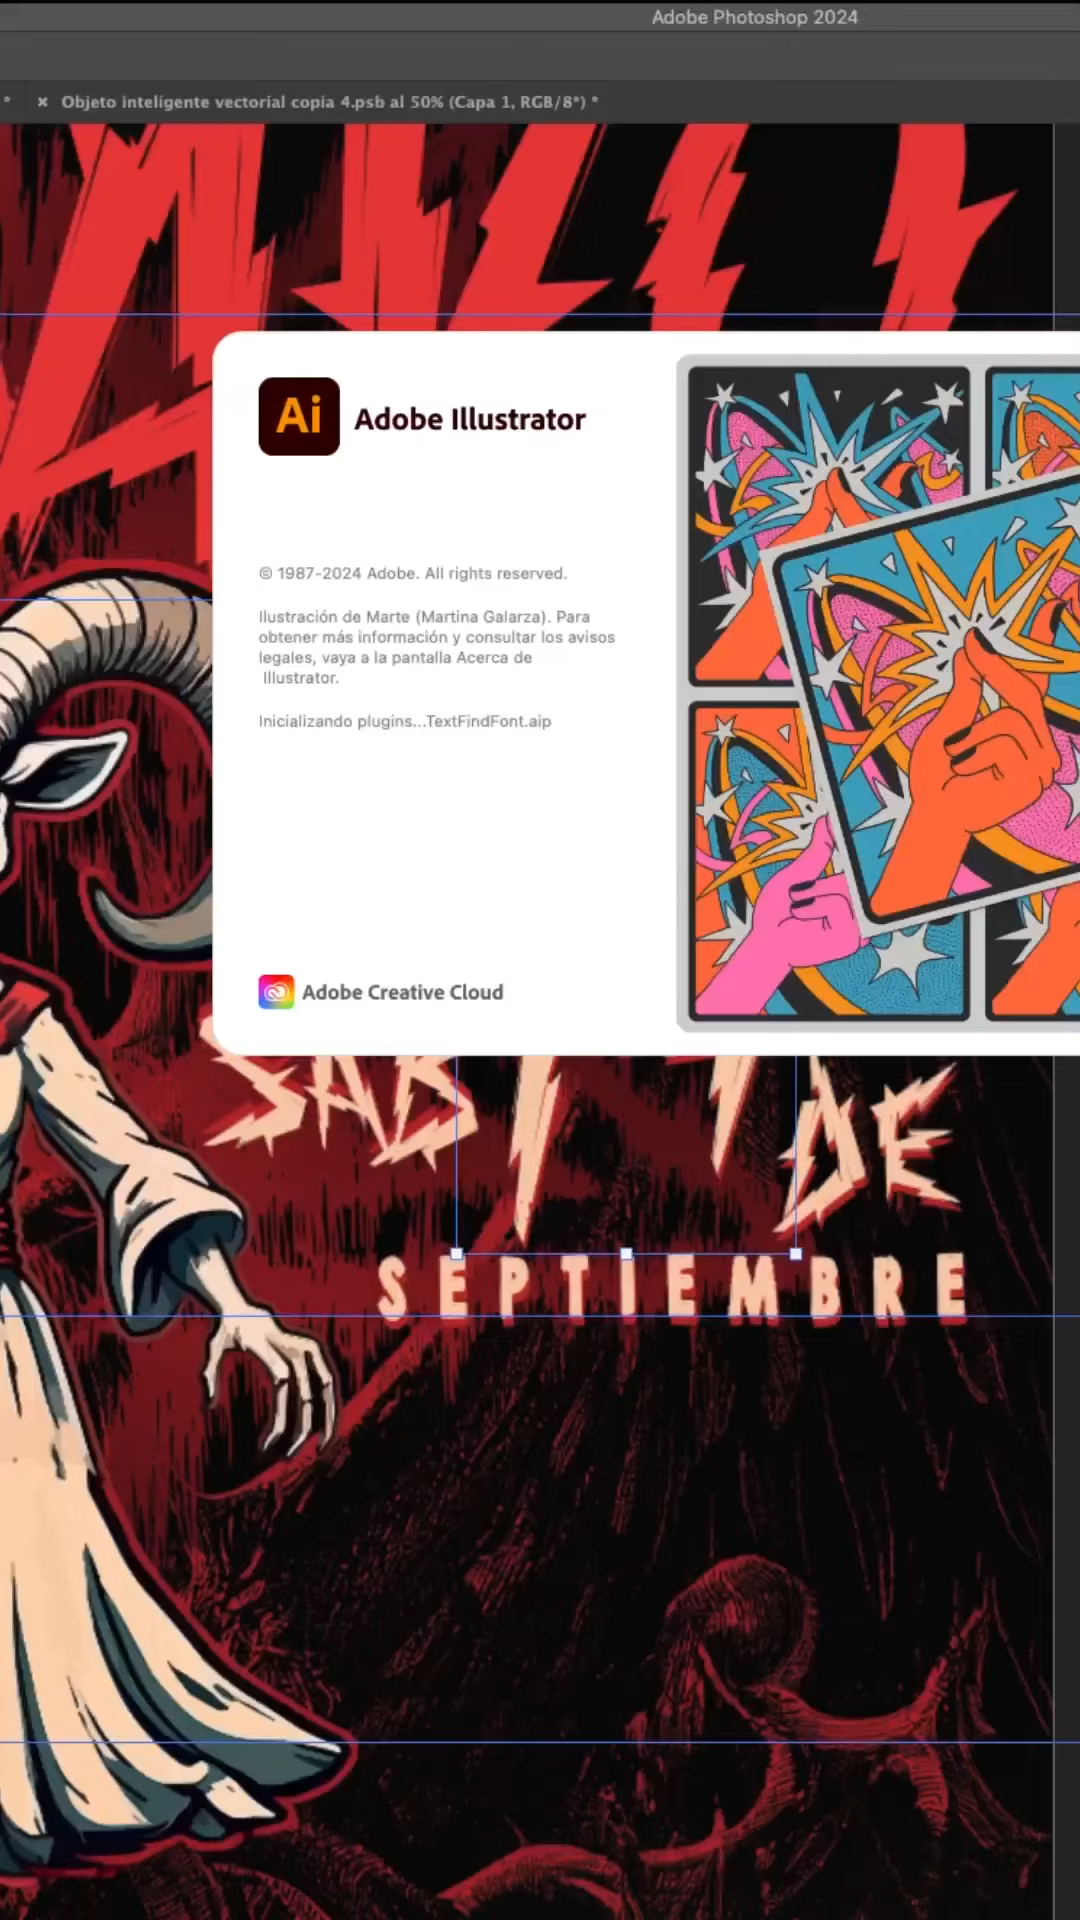 Adobe Photoshop 2024
* × Objeto inteligente vectorial copia 4.psb al 50% (Capa 1, RGB/8*) *
Ai Adobe Illustrator
© 1987-2024 Adobe. All rights reserved.
Ilustración de Marte (Martina Galarza). Para
obtener más información y consultar los avisos
legales, vaya a la pantalla Acerca de
Illustrator.
Inicializando plugins...TextFindFont.aip
Adobe Creative Cloud
DE
SEPTIEMBRE